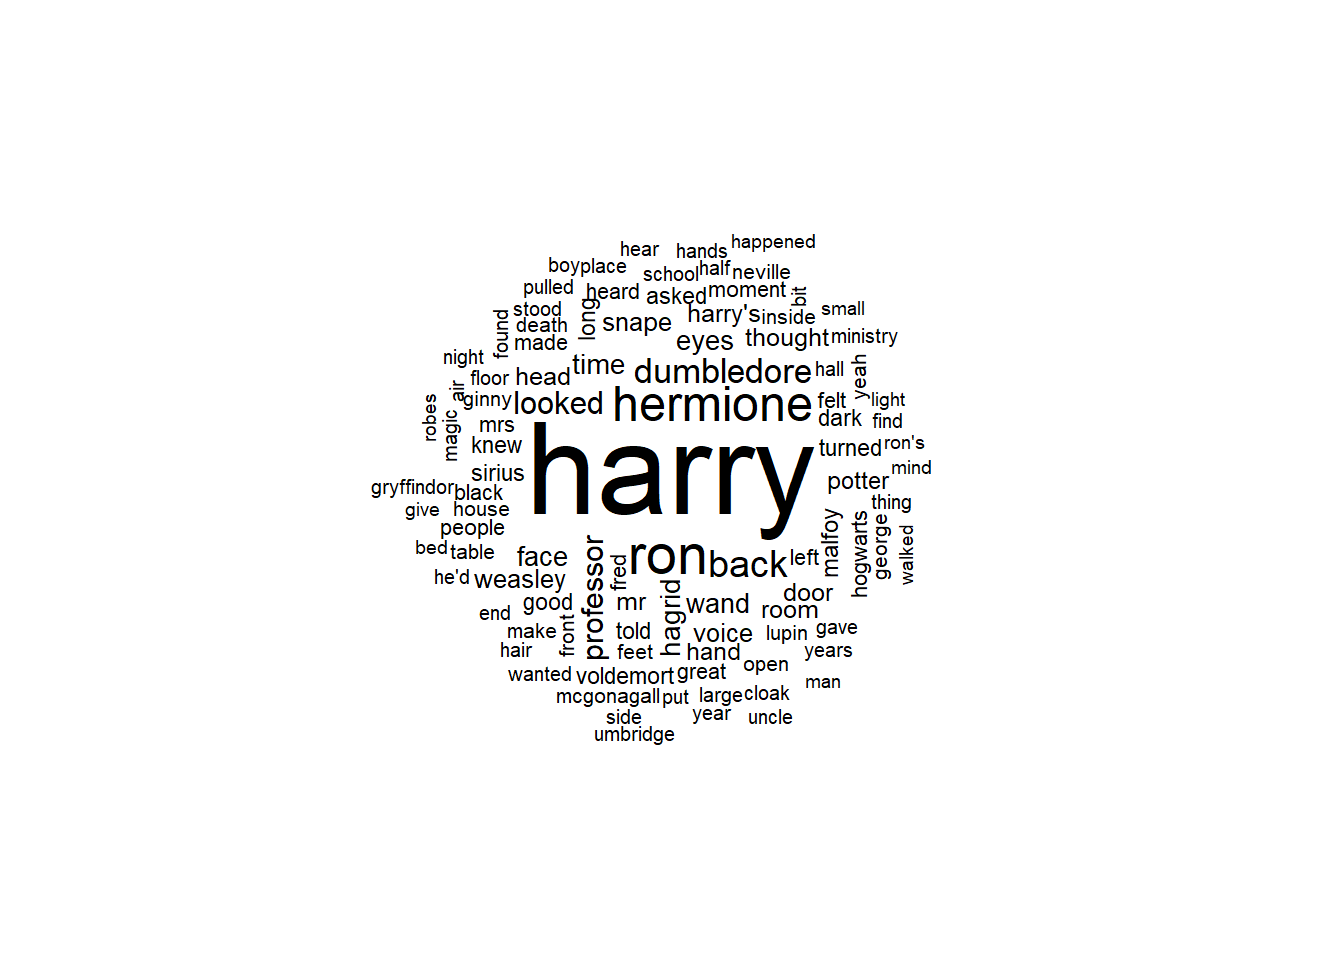 happened
hear hands
boy place school half neville
pulled heard asked moment bit
stood long harry's inside small
found death snape
made eyes thought ministry
night time dumbledore hall yeah
floor head
air ginny looked hermione felt light
robes magic mrs dark find
knew harry turned ron's
sirius potter mind
gryffindor black thing
give house
people malfoy hogwarts george walked
bed table face professor fred ron back left
he'd weasley hagrid wand door
end good mr room
make front told voice lupin gave
hair feet hand years
wanted voldemort great open
mcgonagall put large cloak man
side year uncle
umbridge